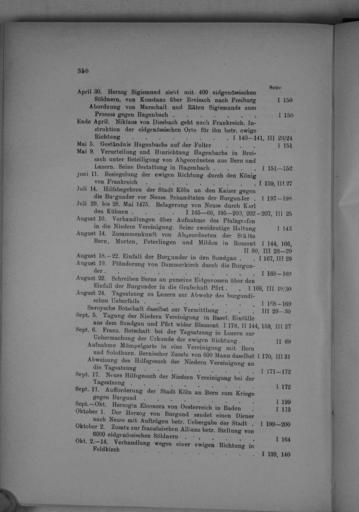 350
Seite
April 30. Herzog Sigismund zieht mit 400 eidgenössischen
Söldnern, von Konstanz über Breisach nach Freiburg I 150
Abordnung von Marschall und Räten Sigismunds zum
Prozess gegen Hagenbach I 150
Ende April. Niklaus von Diesbach geht nach Frankreich. In-
struktion der eidgenössischen Orte für ihn betr. ewige
Richtung I 140—141, III 23/24
Mai 5. Geständnis Hagenbachs auf der Folter I 151
Mai 9. Verurteilung und Hinrichtung Hagenbachs in Brei-
sach unter Beteiligung von Abgeordneten aus Bern und
Luzern. Seine Bestattung in Hagenbach I 151—152
juni 11. Besiegelung der ewigen Richtung durch den König
von Frankreich I 139, III 27
Juli 14. Hilfsbegehren der Stadt Köln an den Kaiser gegen
die Burgunder vor Neuss. Schandtaten der Burgunder I 197—198
Juli 29. bis 28. Mai 1475. Belagerung von Neuss durch Karl
den Kühnen I 165—66, 195—203, 202—207, III 25
August 10. Verhandlungen über Aufnahme des Pfalzgrafen
in die Niedern Vereinigung. Seine zweideutige Haltung I 143
August 14. Zusammenkunft von Abgeordneten der Städte
Bern, Murten, Peterlingen und Milden in Romont I 144, 166,
II 80, III 28—29
August 18.—22. Einfall der Burgunder in den Sundgau I 167, III 29
August 19. Plünderung von Dammerkirch durch die Burgun-
der I 168—169
August 22. Schreiben Berns an gemeine Eidgenossen über den
Einfall der Burgunder in die Grafschaft Pfirt I 168, III 29/30
August 24. Tagsatzung zu Luzern zur Abwehr des burgundi-
schen Ueberfalls I 168—169
Savoysche Botschaft daselbst zur Vermittlung III 29—30
Sept. 5. Tagung der Niedern Vereinigung in Basel. Einfälle
aus dem Sundgau und Pfirt wider Blamont I 178, II 144, 159, III 27
Sept. 6. Franz. Botschaft bei der Tagsatzung in Luzern zur
Uebermachung der Urkunde der ewigen Richtung II 69
Aufnahme Mömpelgarts in eine Vereinigung mit Bern
und Solothurn. Bernischer Zusatz von 600 Mann daselbst I 170, III 31
Abweisung des Hilfsgesuch der Niedern Vereinigung an
die Tagsatzung I 171—172
Sept. 17. Neues Hilfsgesuch der Niedern Vereinigung bei der
Tagsatzung I 172
Sept. 21. Aufforderung der Stadt Köln an Bern zum Kriege
gegen Burgund I 199
Sept.—Okt. Herzogin Eleonora von Oesterreich in Baden I 113
Oktober 1. Der Herzog von Burgund sendet einen Diener
nach Neuss mit Aufträgen betr. Uebergabe der Stadt I 199—200
Oktober 2. Zusatz zur französischen Allianz betr. Stellung von
6000 eidgenössischen Söldnern I 164
Okt. 2.—14. Verhandlung wegen einer ewigen Richtung in
Feldkirch I 139, 140